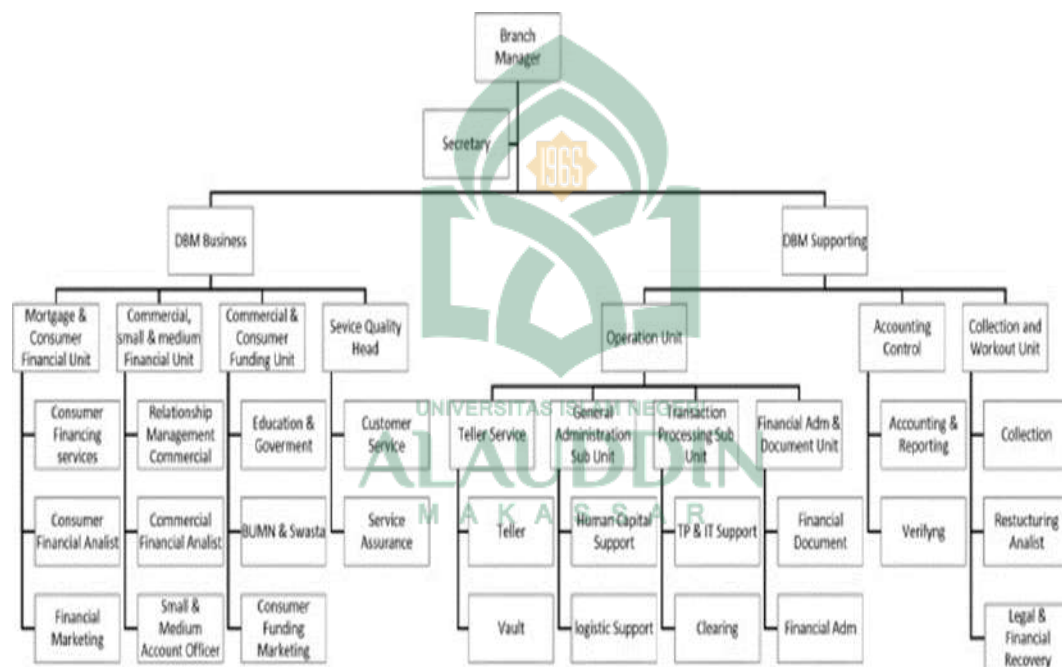 Branch
Manager
Secretary
1965
DBM Business
DBM Supporting
Mortgage &
Consumer
Financial Unit
Commercial,
small & medium
Financial Unit
Commercial &
Consumer
Funding Unit
Sevice Quality
Head
Operation Unit
Accounting
Control
Collection and
Workout Unit
Consumer
Financing
services
Relationship
Management
Commercial
Education &
Goverment
Customer
Service
UNIVERSITAS ISLAM NEGERI
Teller Service
General
Administration
Sub Unit
Transaction
Processing Sub
Unit
Financial Adm &
Document Unit
Accounting &
Reporting
Collection
ALAUDDIN
MAKASSAR
Consumer
Financial Analist
Commercial
Financial Analist
BUMN & Swasta
Service
Assurance
Teller
Human Capital
Support
TP & IT Support
Financial
Document
Verifyng
Restucturing
Analist
Financial
Marketing
Small &
Medium
Account Officer
Consumer
Funding
Marketing
Vault
logistic Support
Clearing
Financial Adm
Legal &
Financial
Recovery